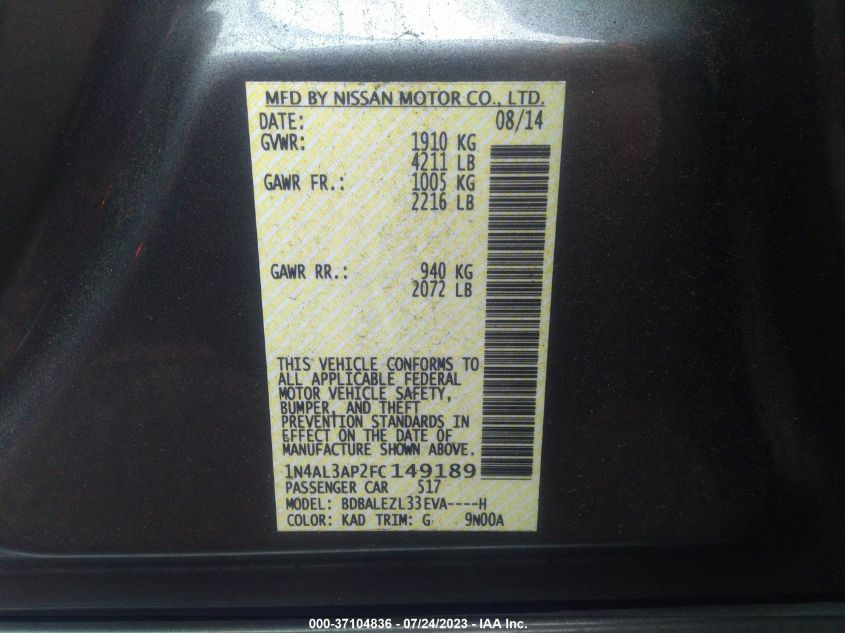 MFD BY NISSAN MOTOR CO., LTD.
DATE: 08/14
GVWR: 1910 KG
4211 LB
GAWR FR.: 1005 KG
2216 LB
GAWR RR.: 940 KG
2072 LB
THIS VEHICLE CONFORMS TO
ALL APPLICABLE FEDERAL
MOTOR VEHICLE SAFETY,
BUMPER, AND THEFT
PREVENTION STANDARDS IN
EFFECT ON THE DATE OF
MANUFACTURE SHOWN ABOVE.
1N4AL3AP2FC149189
PASSENGER CAR 517
MODEL: BDBALEZL33EVA----H
COLOR: KAD TRIM: G 9N00A
000-37104836 - 07/24/2023 - IAA Inc.